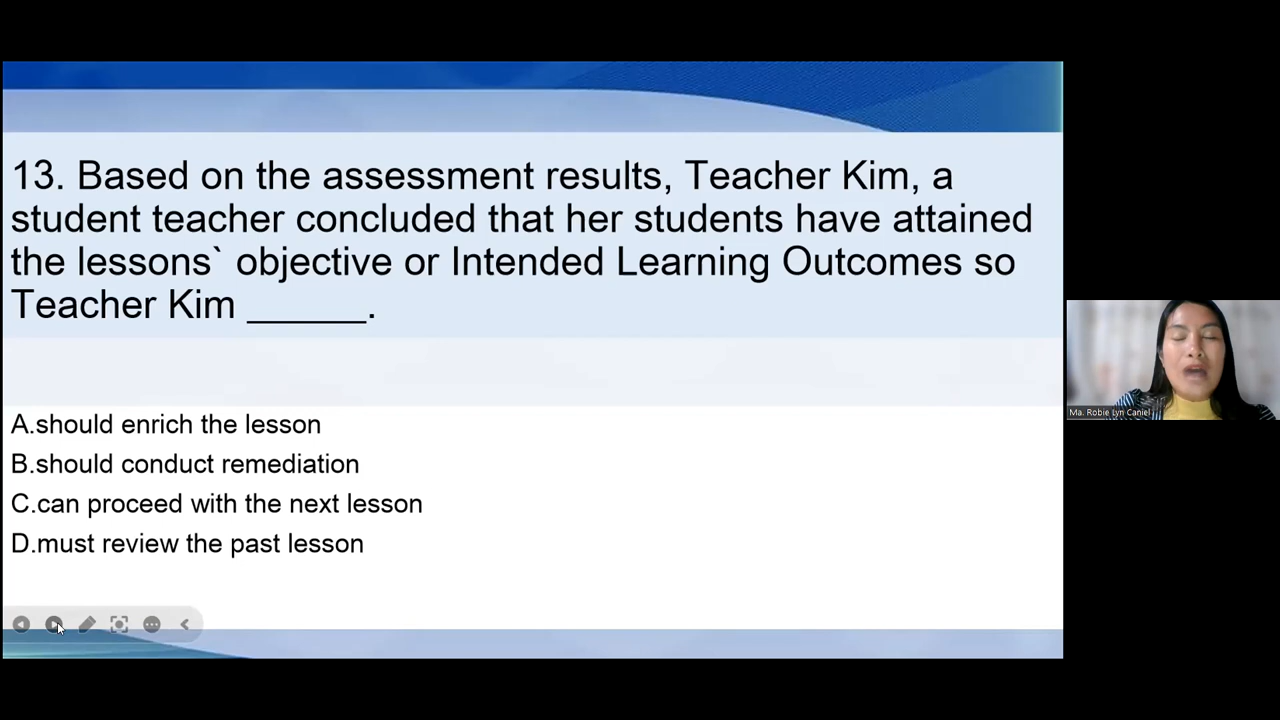 13. Based on the assessment results, Teacher Kim, a
student teacher concluded that her students have attained
the lessons` objective or Intended Learning Outcomes so
Teacher Kim ______.
A.should enrich the lesson
B.should conduct remediation
C.can proceed with the next lesson
D.must review the past lesson
Ma. Robie Lyn Caniel